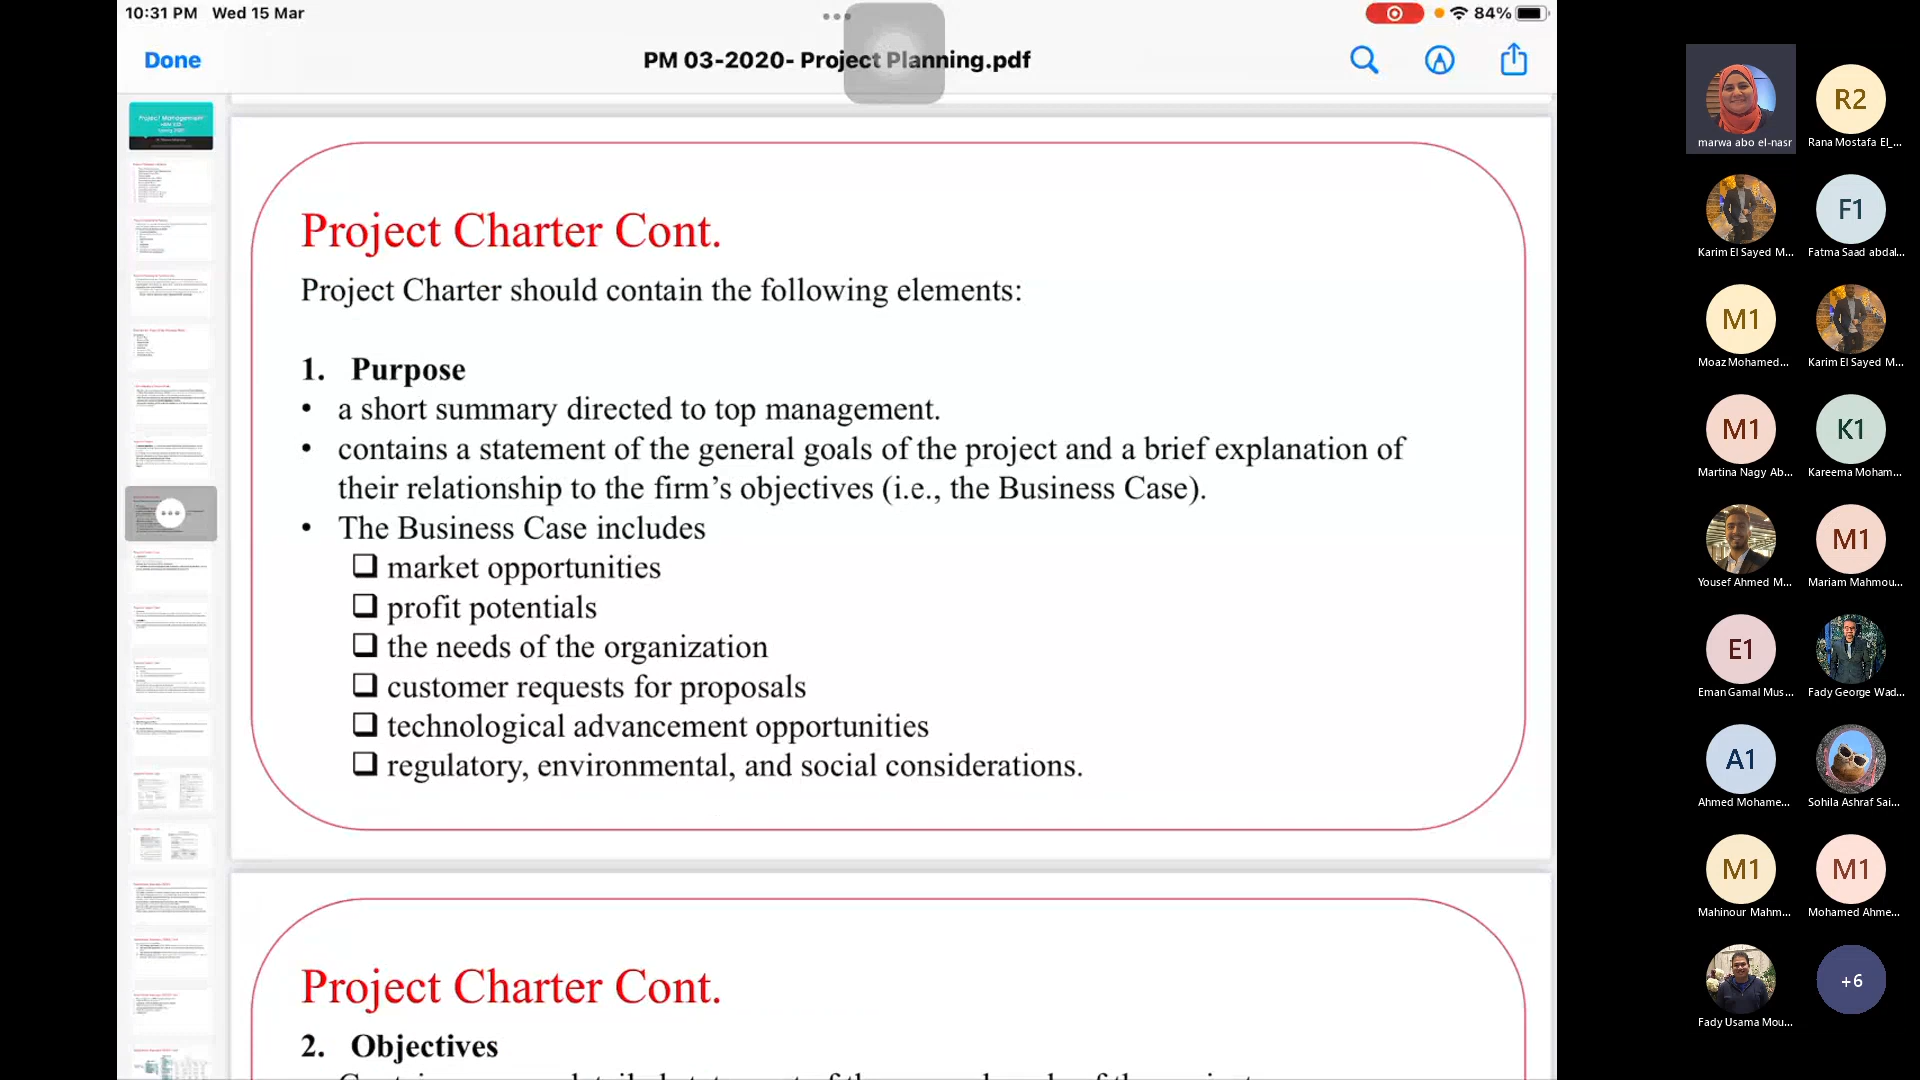 10:31 PM Wed 15 Mar
84%
Done
PM 03-2020- Project Planning.pdf
Project Management
Project Charter Cont.
Project Charter should contain the following elements:
1. Purpose
• a short summary directed to top management.
• contains a statement of the general goals of the project and a brief explanation of
their relationship to the firm’s objectives (i.e., the Business Case).
• The Business Case includes
❑ market opportunities
❑ profit potentials
❑ the needs of the organization
❑ customer requests for proposals
❑ technological advancement opportunities
❑ regulatory, environmental, and social considerations.
Project Charter Cont.
2. Objectives
marwa abo el-nasr
R2
Rana Mostafa El_...
Karim El Sayed M...
F1
Fatma Saad abdal...
M1
Moaz Mohamed...
Karim El Sayed M...
M1
Martina Nagy Ab...
K1
Kareema Moham...
Yousef Ahmed M...
M1
Mariam Mahmou...
E1
Eman Gamal Mus...
Fady George Wad...
A1
Ahmed Mohame...
Sohila Ashraf Sai...
M1
Mahinour Mahm...
M1
Mohamed Ahme...
Fady Usama Mou...
+6